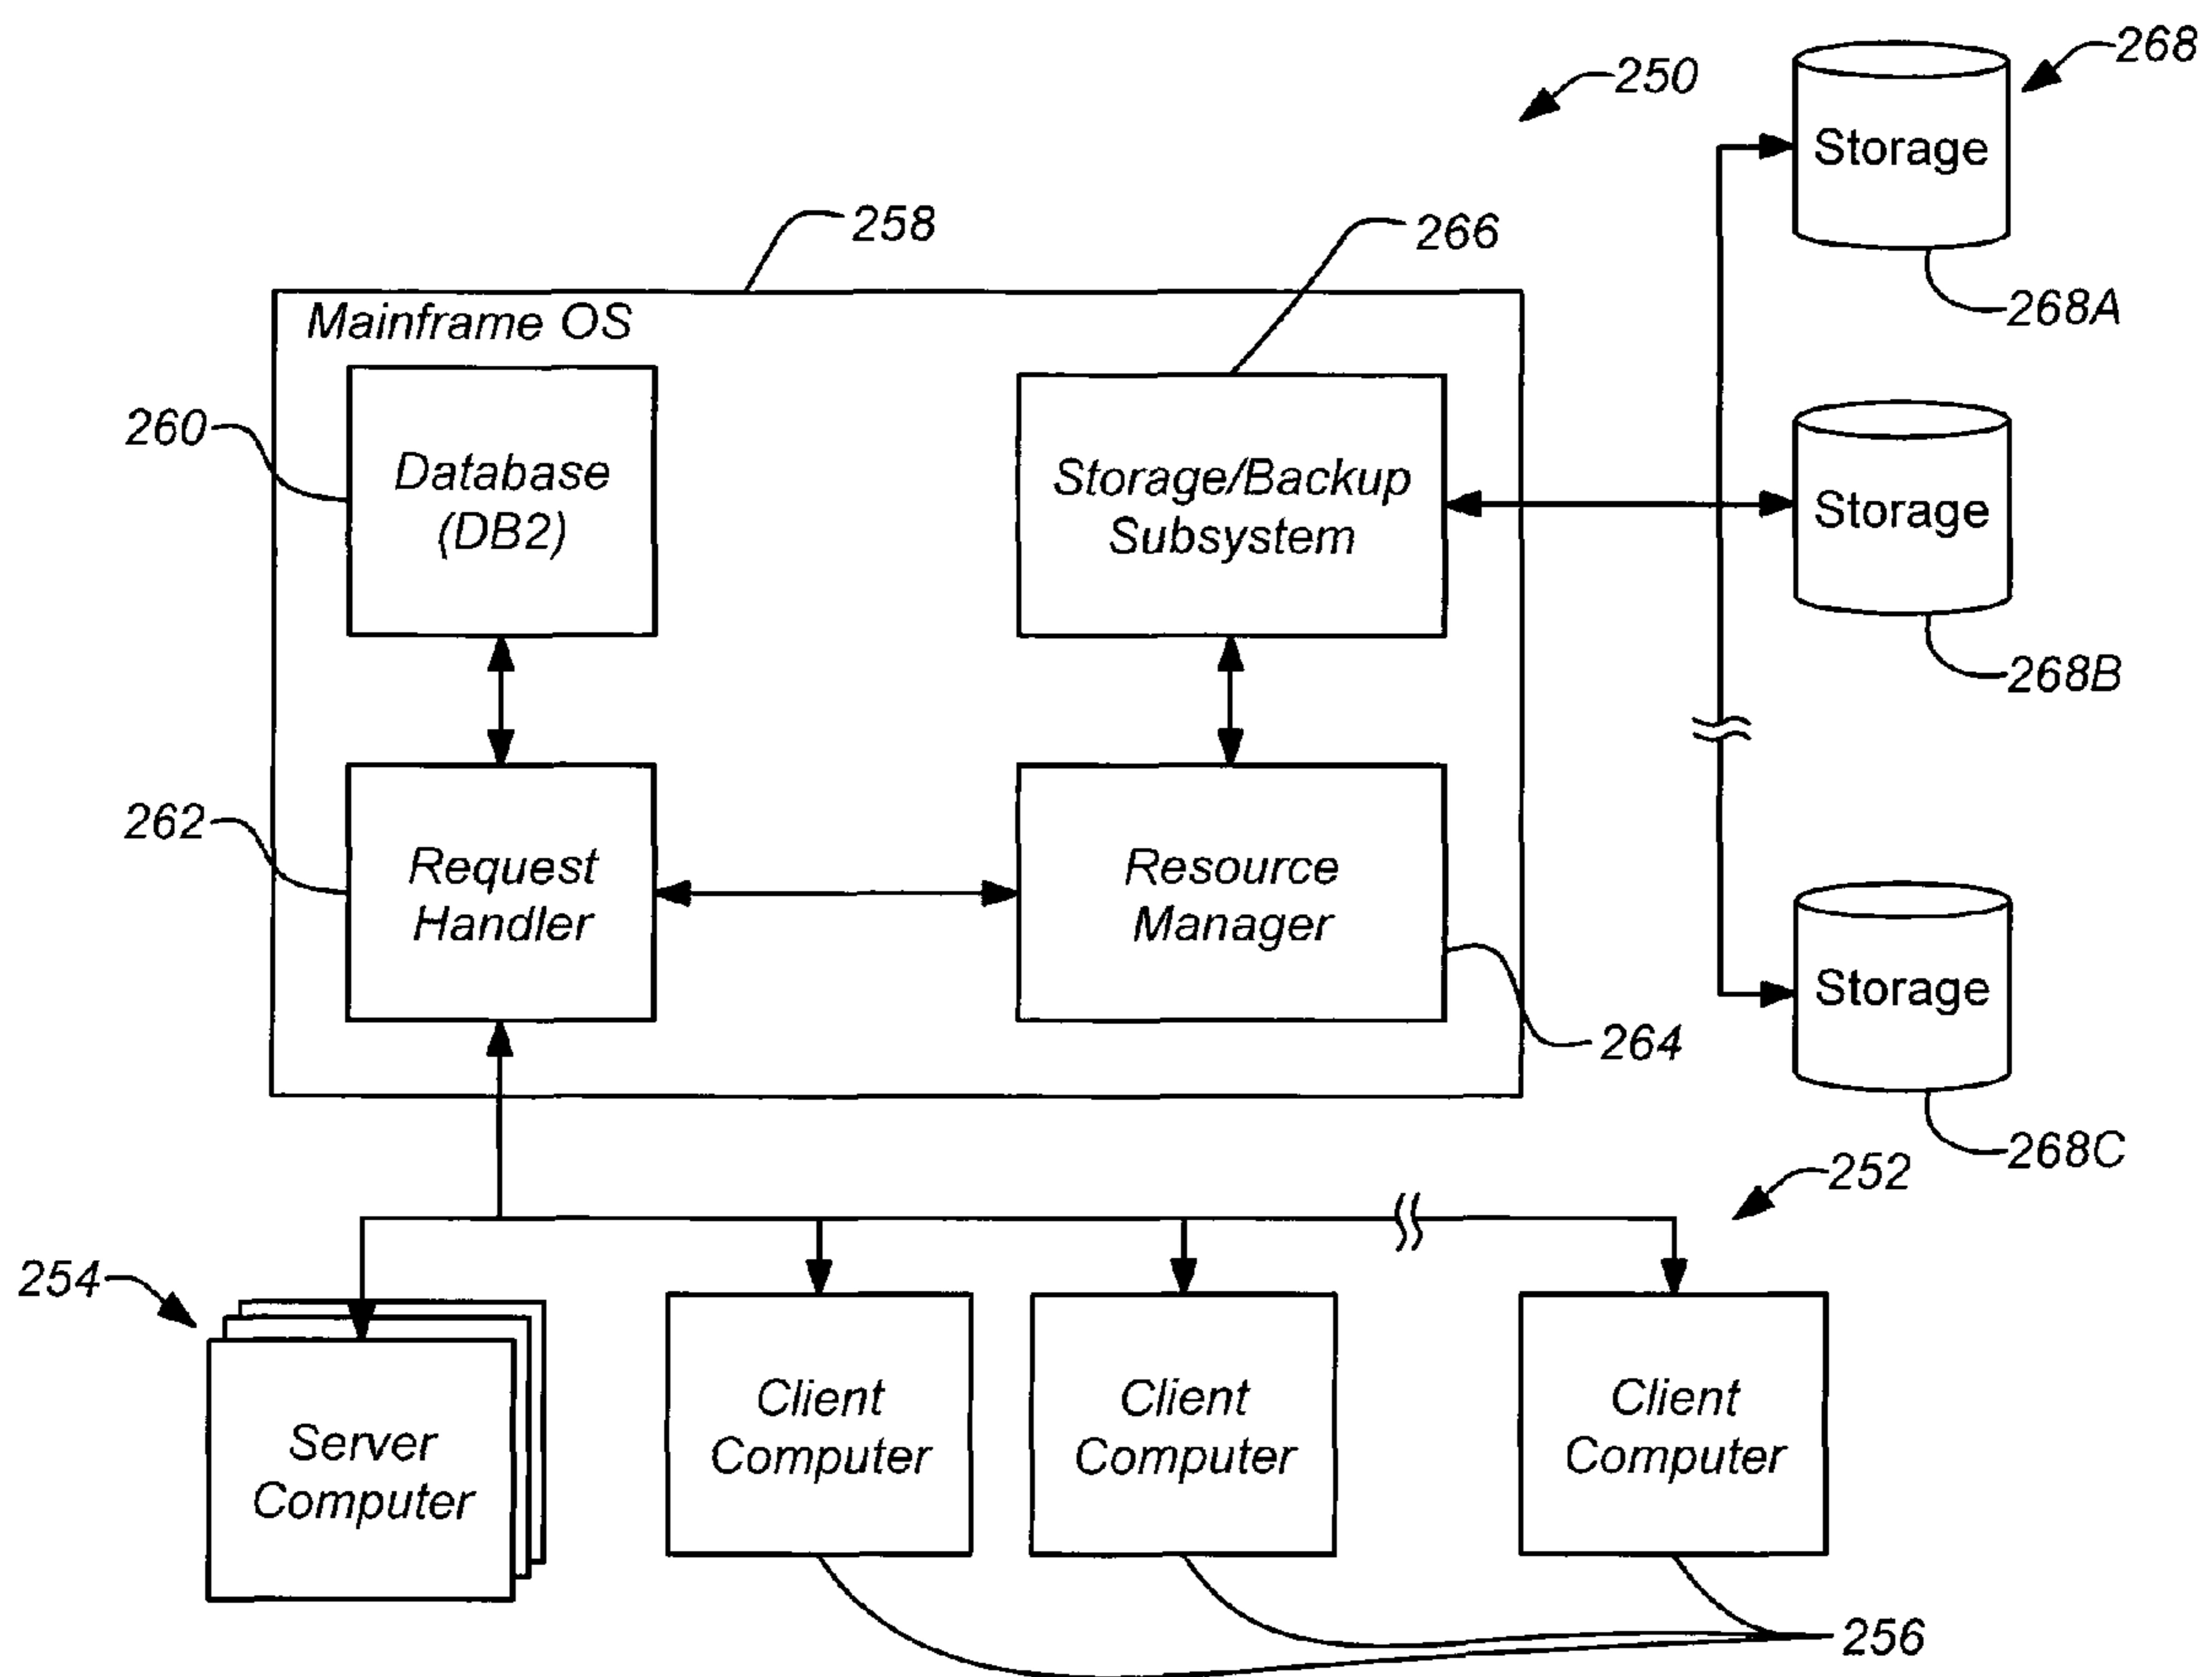 268
250
Storage
258
266
268A
Mainframe OS
260
Database
(DB2)
Storage/Backup
Subsystem
Storage
268B
262
Request
Handler
Resource
Manager
Storage
264
268C
252
254
Server
Computer
Client
Computer
Client
Computer
Client
Computer
256